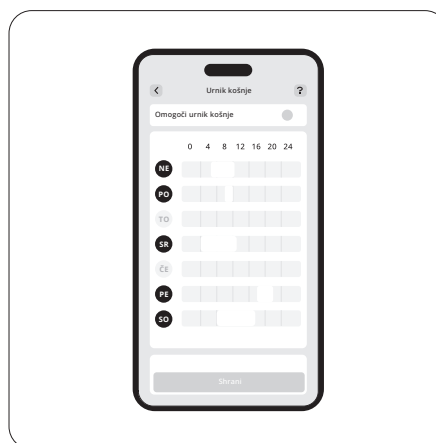 Urnik košnje ?
Omogoči urnik košnje
0 4 8 12 16 20 24
NE
PO
TO
SR
ČE
PE
SO
Shrani